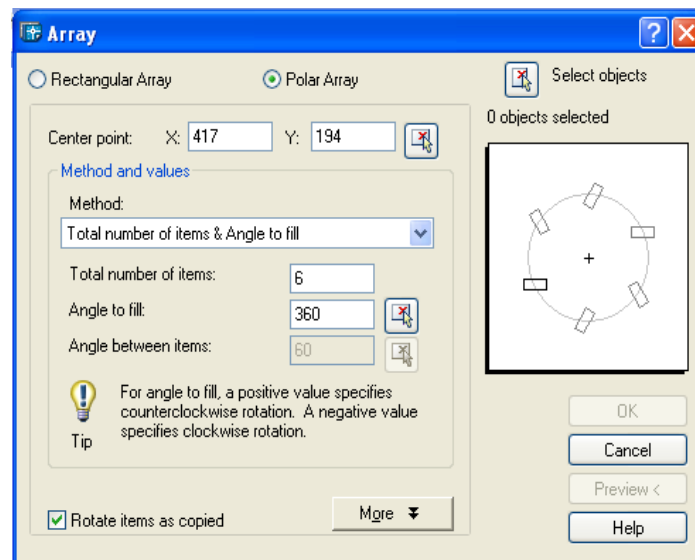 Array
Rectangular Array
Polar Array
Select objects
0 objects selected
Center point: X: 417 Y: 194
Method and values
Method:
Total number of items & Angle to fill
Total number of items: 6
Angle to fill: 360
Angle between items: 60
For angle to fill, a positive value specifies
counterclockwise rotation. A negative value
specifies clockwise rotation.
Tip
Rotate items as copied
More
OK
Cancel
Preview <
Help